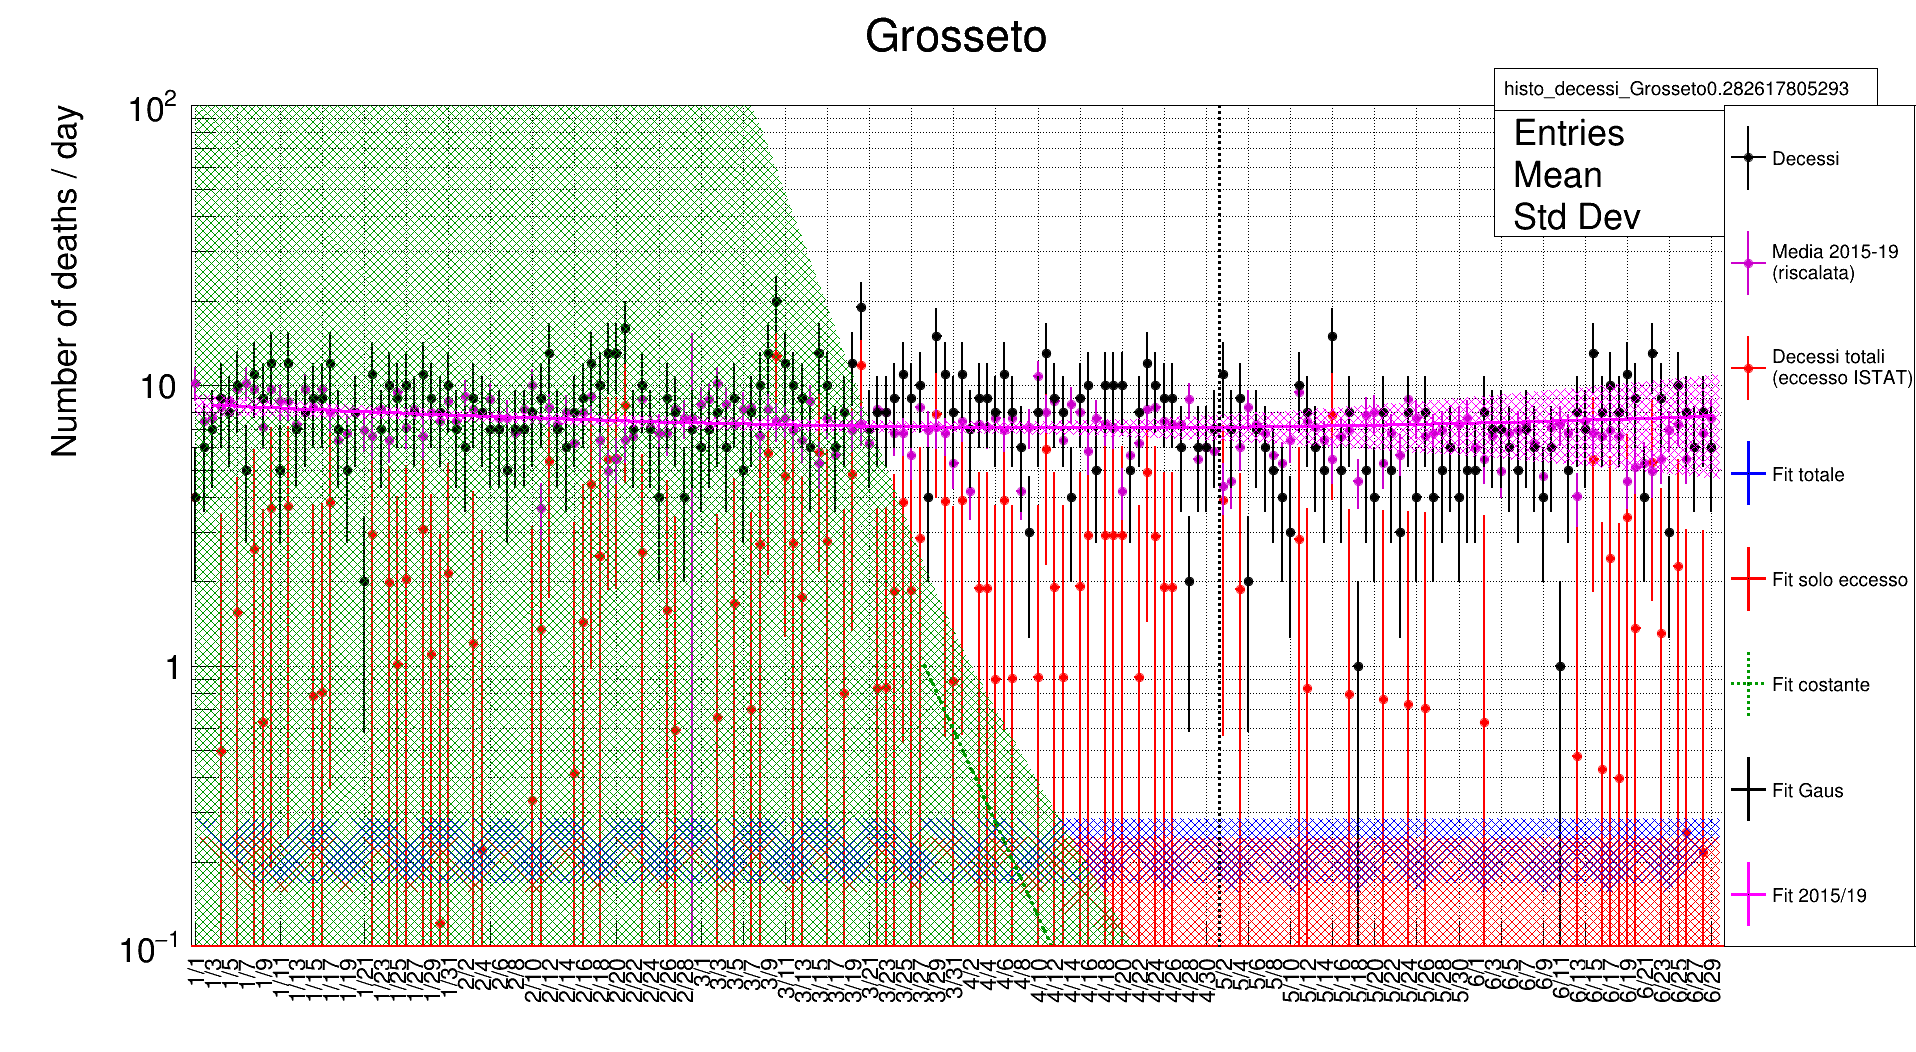 Grosseto
histo_decessi_Grosseto0.282617805293
Entries
Mean
Std Dev
Number of deaths / day
10²
10
1
10⁻¹
Decessi
Media 2015-19
(riscalata)
Decessi totali
(eccesso ISTAT)
Fit totale
Fit solo eccesso
Fit costante
Fit Gaus
Fit 2015/19
1/1 1/3 1/5 1/7 1/9 1/11 1/13 1/15 1/17 1/19 1/21 1/23 1/25 1/27 1/29 1/31 2/2 2/4 2/6 2/8 2/10 2/12 2/14 2/16 2/18 2/20 2/22 2/24 2/26 2/28 3/1 3/3 3/5 3/7 3/9 3/11 3/13 3/15 3/17 3/19 3/21 3/23 3/25 3/27 3/29 3/31 4/2 4/4 4/6 4/8 4/10 4/12 4/14 4/16 4/18 4/20 4/22 4/24 4/26 4/28 4/30 5/2 5/4 5/6 5/8 5/10 5/12 5/14 5/16 5/18 5/20 5/22 5/24 5/26 5/28 5/30 6/1 6/3 6/5 6/7 6/9 6/11 6/13 6/15 6/17 6/19 6/21 6/23 6/25 6/27 6/29